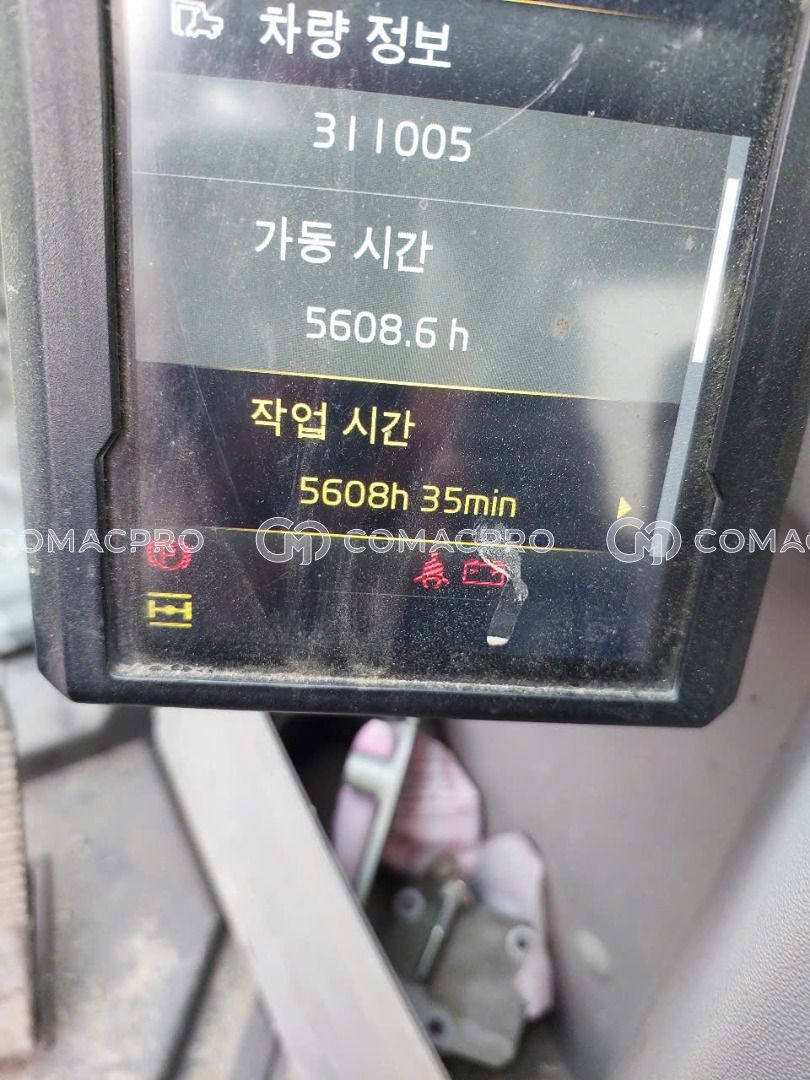 차량 정보
311005
가동 시간
5608.6 h
작업 시간
5608h 35min
COMACPRO COMACPRO COMACPRO